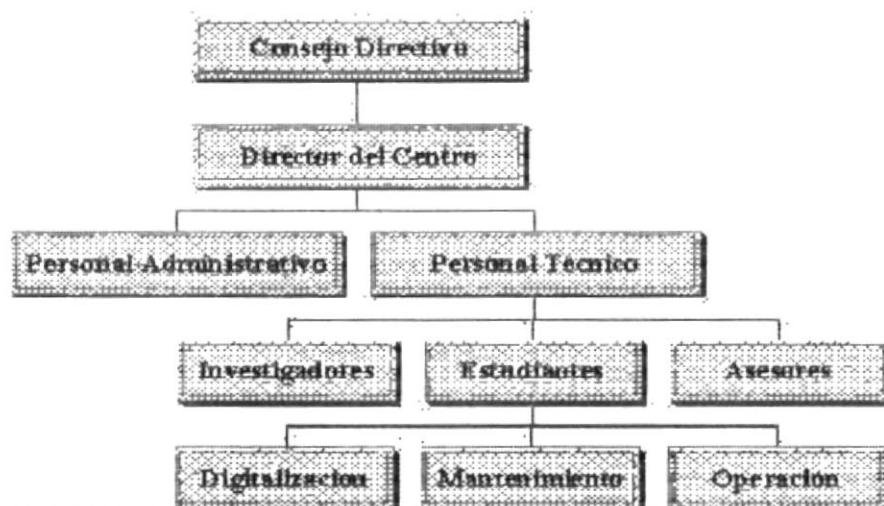 Consejo Directivo
Director del Centro
Personal Administrativo
Personal Técnico
Investigadores
Estudiantes
Asesores
Digitalizacion
Mantenimiento
Operación